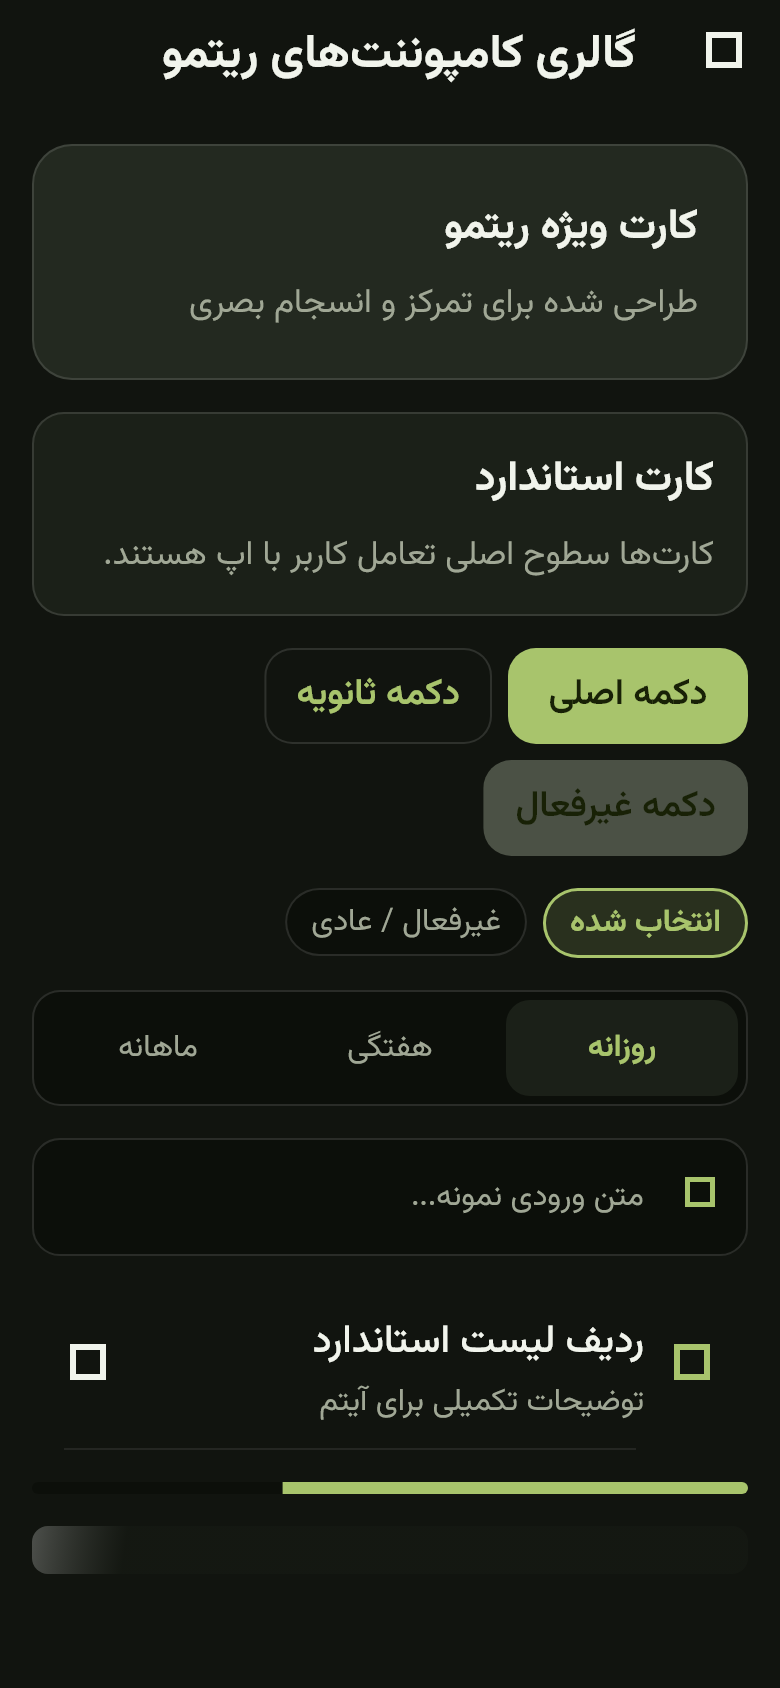 گالری کامپوننت‌های ریتمو
کارت ویژه ریتمو
طراحی شده برای تمرکز و انسجام بصری
کارت استاندارد
کارت‌ها سطوح اصلی تعامل کاربر با اپ هستند.
دکمه اصلی
دکمه ثانویه
دکمه غیرفعال
انتخاب شده
غیرفعال / عادی
روزانه
هفتگی
ماهانه
متن ورودی نمونه...
ردیف لیست استاندارد
توضیحات تکمیلی برای آیتم